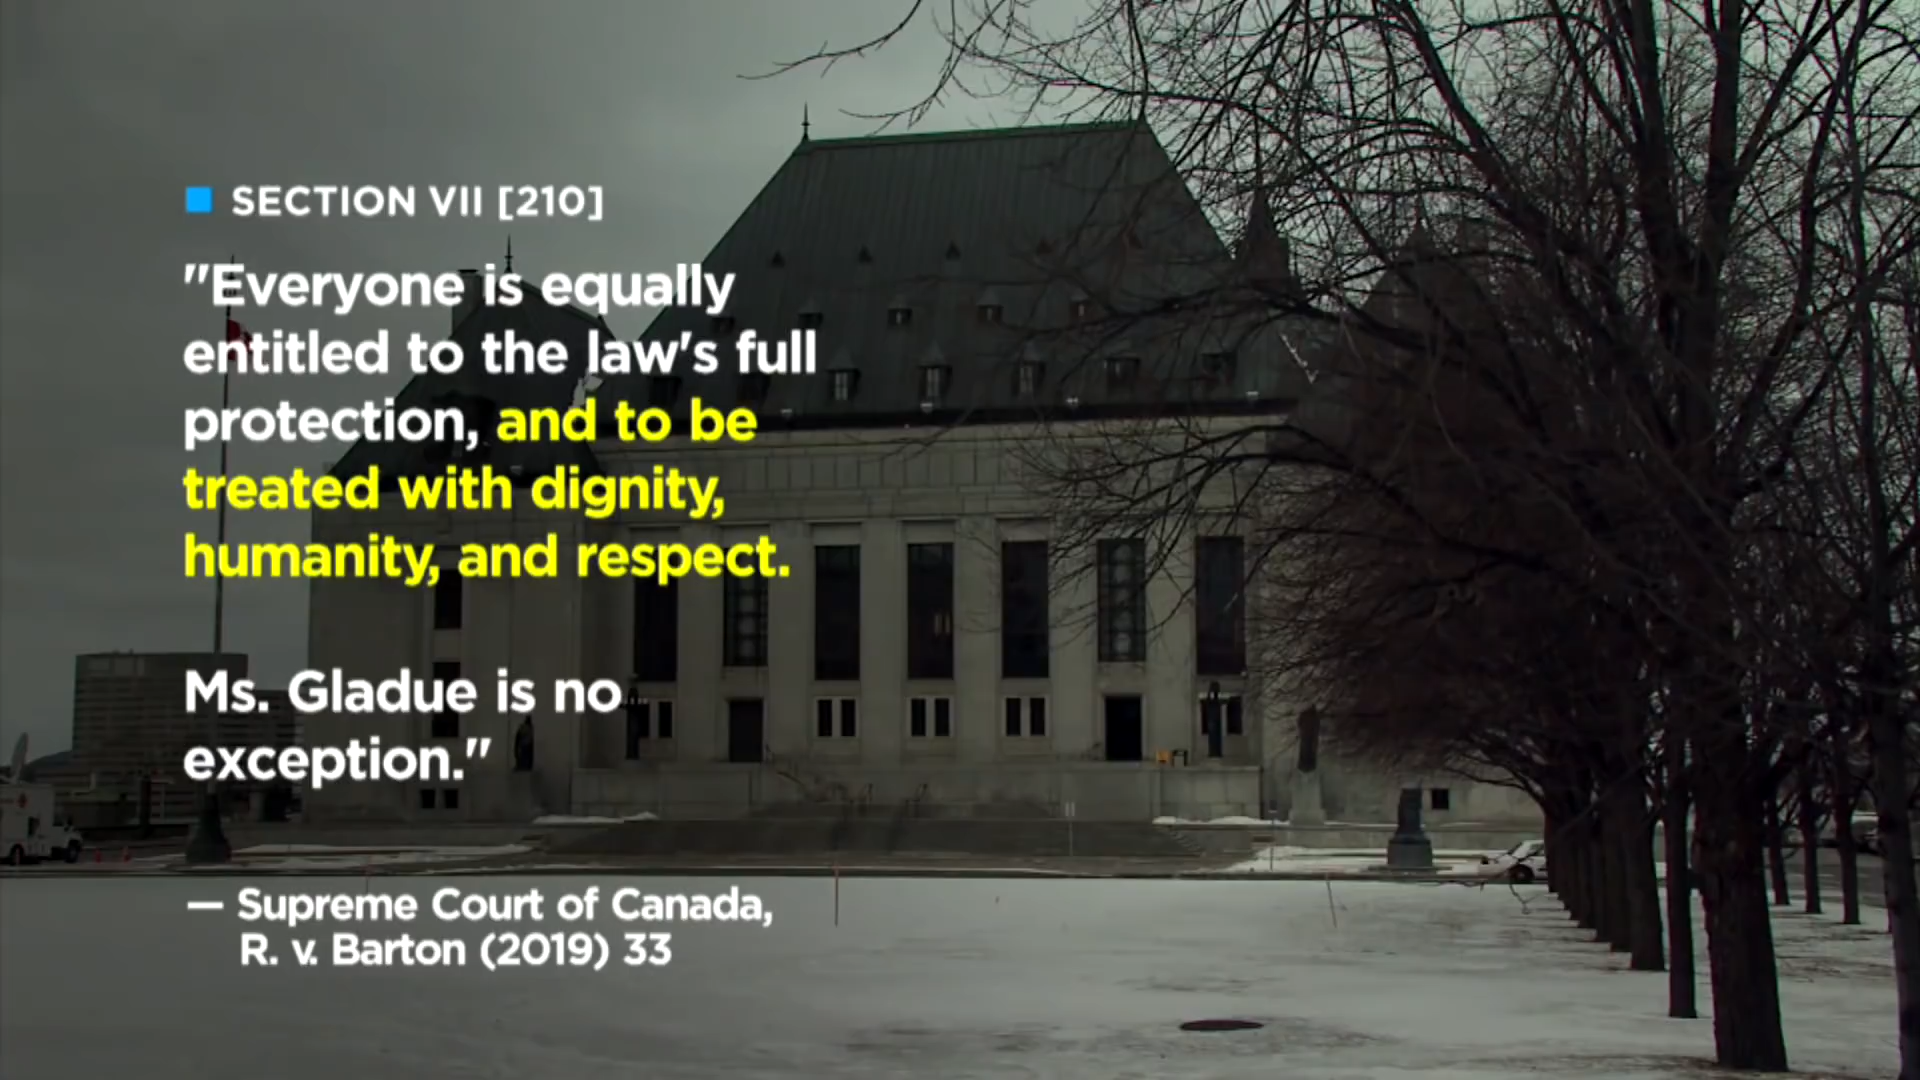 SECTION VII [210]
"Everyone is equally
entitled to the law's full
protection, and to be
treated with dignity,
humanity, and respect.
Ms. Gladue is no
exception."
— Supreme Court of Canada,
R. v. Barton (2019) 33